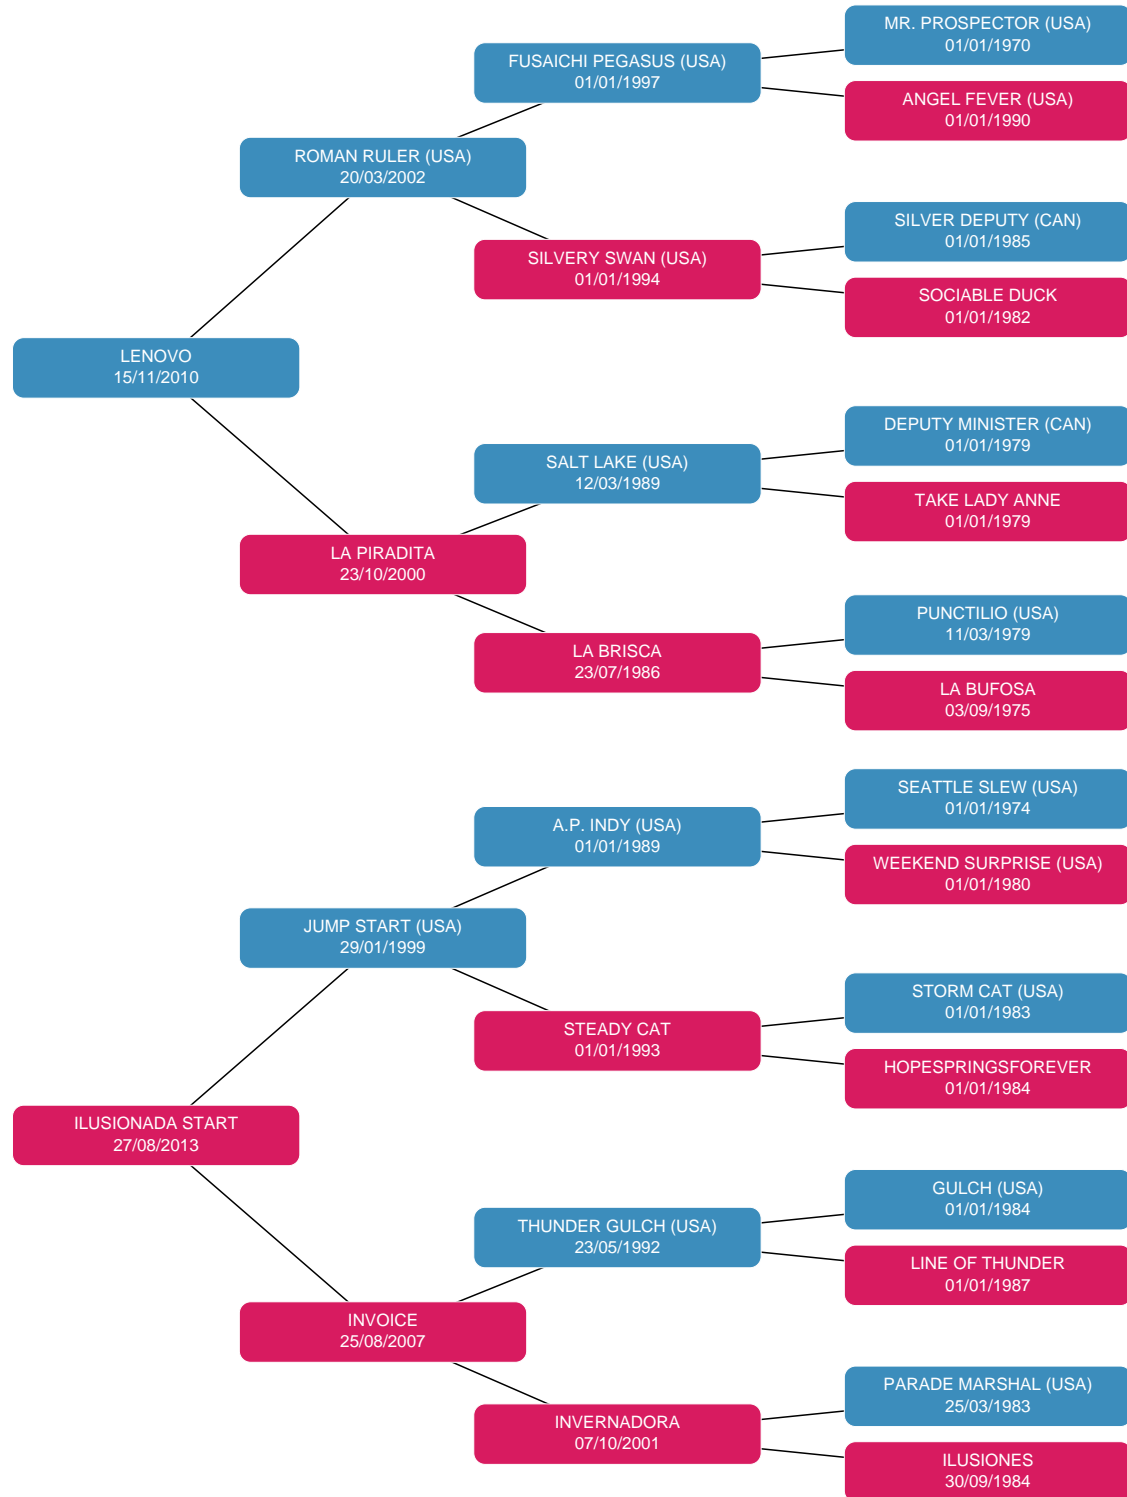 MR. PROSPECTOR (USA)
01/01/1970
FUSAICHI PEGASUS (USA)
01/01/1997
ANGEL FEVER (USA)
01/01/1990
ROMAN RULER (USA)
20/03/2002
SILVER DEPUTY (CAN)
01/01/1985
SILVERY SWAN (USA)
01/01/1994
SOCIABLE DUCK
01/01/1982
LENOVO
15/11/2010
DEPUTY MINISTER (CAN)
01/01/1979
SALT LAKE (USA)
12/03/1989
TAKE LADY ANNE
01/01/1979
LA PIRADITA
23/10/2000
PUNCTILIO (USA)
11/03/1979
LA BRISCA
23/07/1986
LA BUFOSA
03/09/1975
SEATTLE SLEW (USA)
01/01/1974
A.P. INDY (USA)
01/01/1989
WEEKEND SURPRISE (USA)
01/01/1980
JUMP START (USA)
29/01/1999
STORM CAT (USA)
01/01/1983
STEADY CAT
01/01/1993
HOPESPRINGSFOREVER
01/01/1984
ILUSIONADA START
27/08/2013
GULCH (USA)
01/01/1984
THUNDER GULCH (USA)
23/05/1992
LINE OF THUNDER
01/01/1987
INVOICE
25/08/2007
PARADE MARSHAL (USA)
25/03/1983
INVERNADORA
07/10/2001
ILUSIONES
30/09/1984